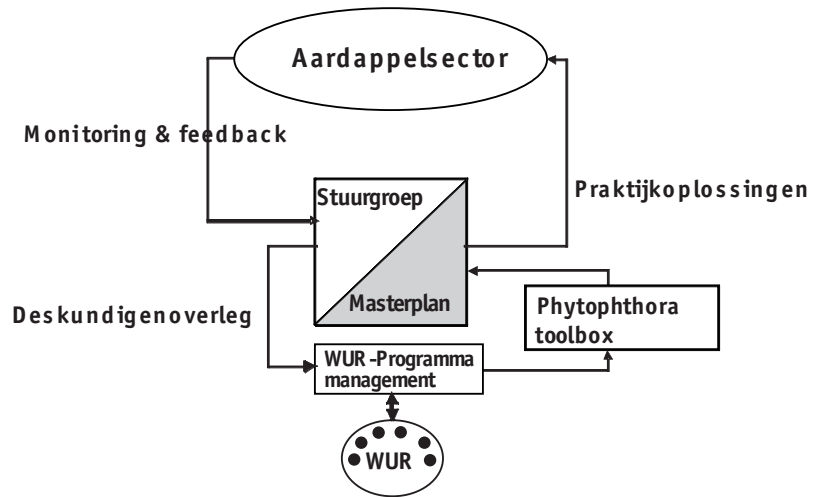 Aardappelsector
Monitoring & feedback
Stuurgroep
Praktijkoplossingen
Masterplan
Deskundigenoverleg
Phytophthora
toolbox
WUR-Programma
management
WUR